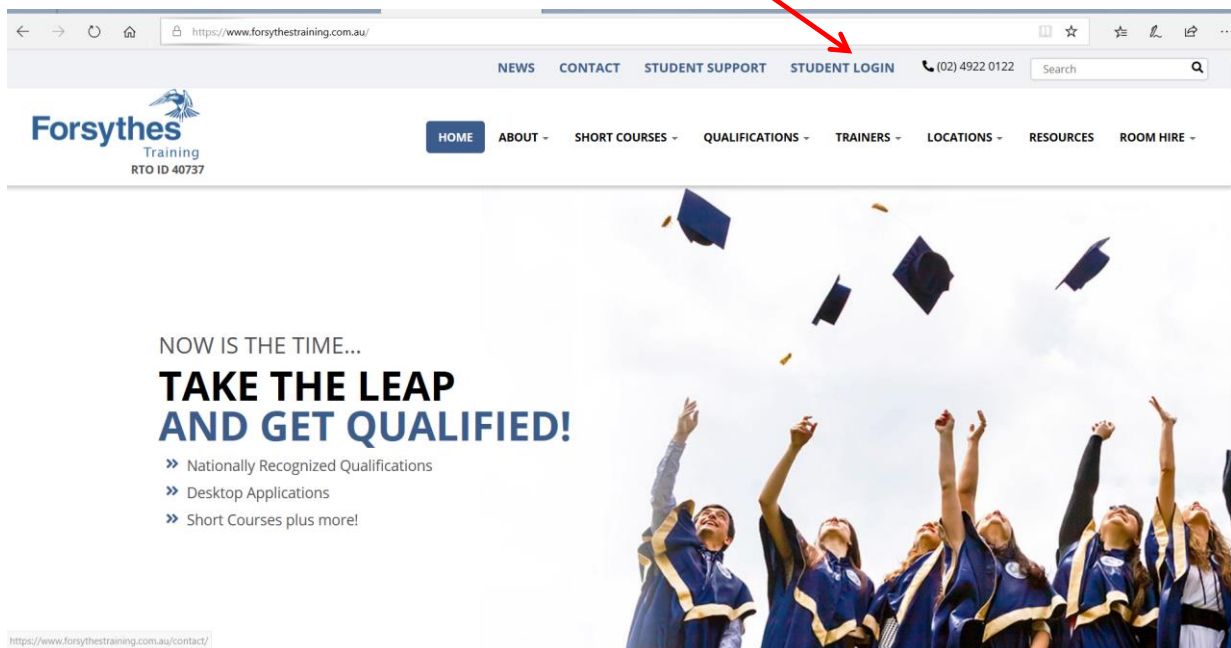 https://www.forsythestraining.com.au/
NEWS CONTACT STUDENT SUPPORT STUDENT LOGIN (02) 4922 0122 Search
Forsythes
Training
RTO ID 40737
HOME ABOUT SHORT COURSES QUALIFICATIONS TRAINERS LOCATIONS RESOURCES ROOM HIRE
NOW IS THE TIME...
TAKE THE LEAP
AND GET QUALIFIED!
Nationally Recognized Qualifications
Desktop Applications
Short Courses plus more!
https://www.forsythestraining.com.au/contact/